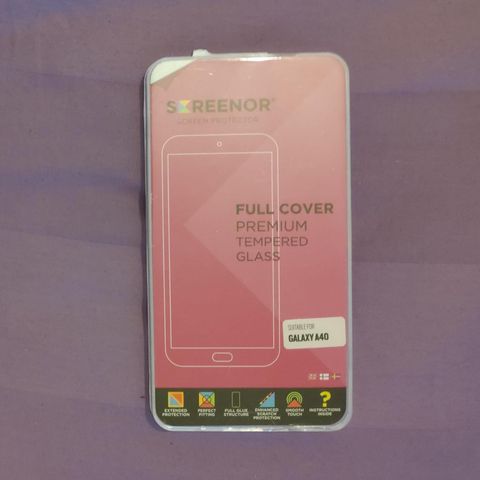 SCREENOR®
SCREEN PROTECTOR
FULL COVER
PREMIUM
TEMPERED
GLASS
SUITABLE FOR
GALAXY A40
EXTENDED
PROTECTION
PERFECT
FITTING
FULL GLUE
STRUCTURE
ENHANCED
SCRATCH
PROTECTION
SMOOTH
TOUCH
?
INSTRUCTIONS
INSIDE